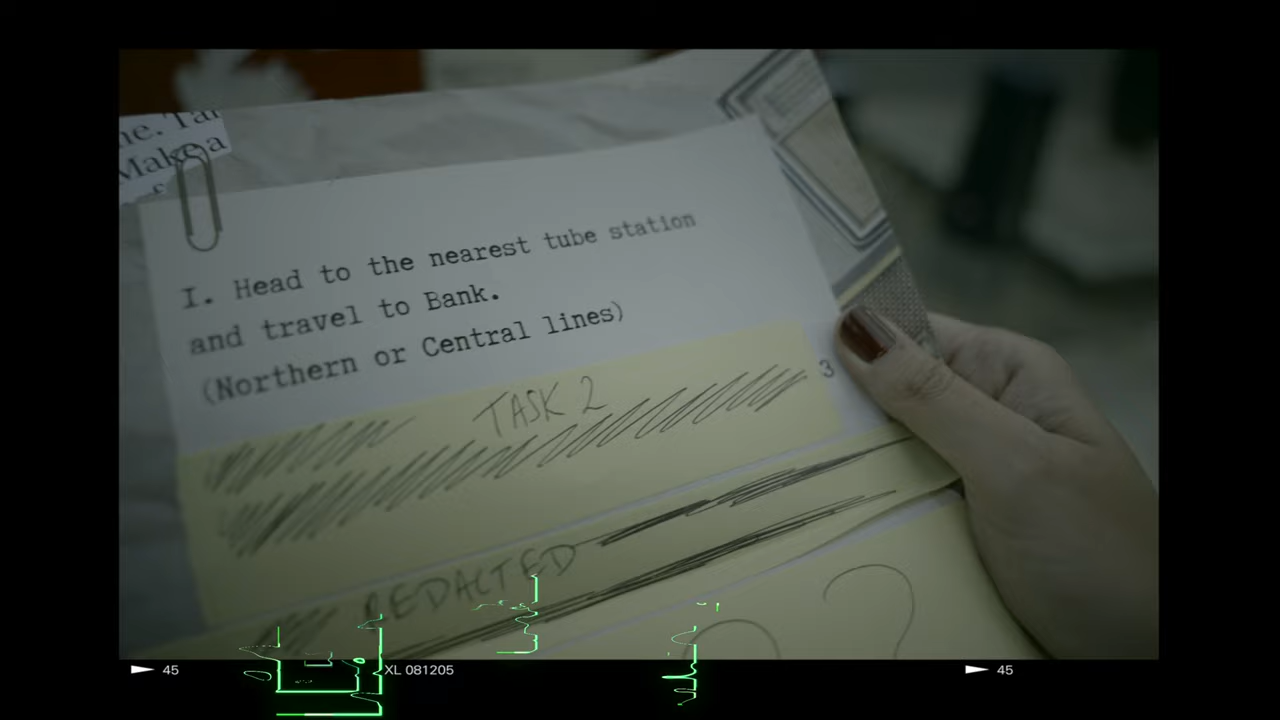 Make a
I. Head to the nearest tube station
and travel to Bank.
(Northern or Central lines)
3
TASK 2
REDACTED
45
XL 081205
45